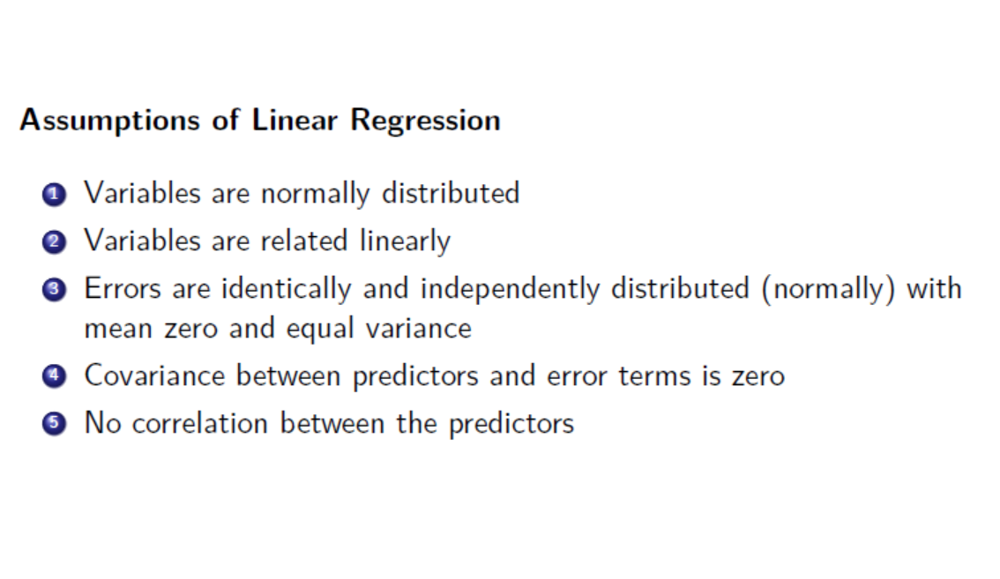 Assumptions of Linear Regression
1 Variables are normally distributed
2 Variables are related linearly
3 Errors are identically and independently distributed (normally) with
mean zero and equal variance
4 Covariance between predictors and error terms is zero
5 No correlation between the predictors